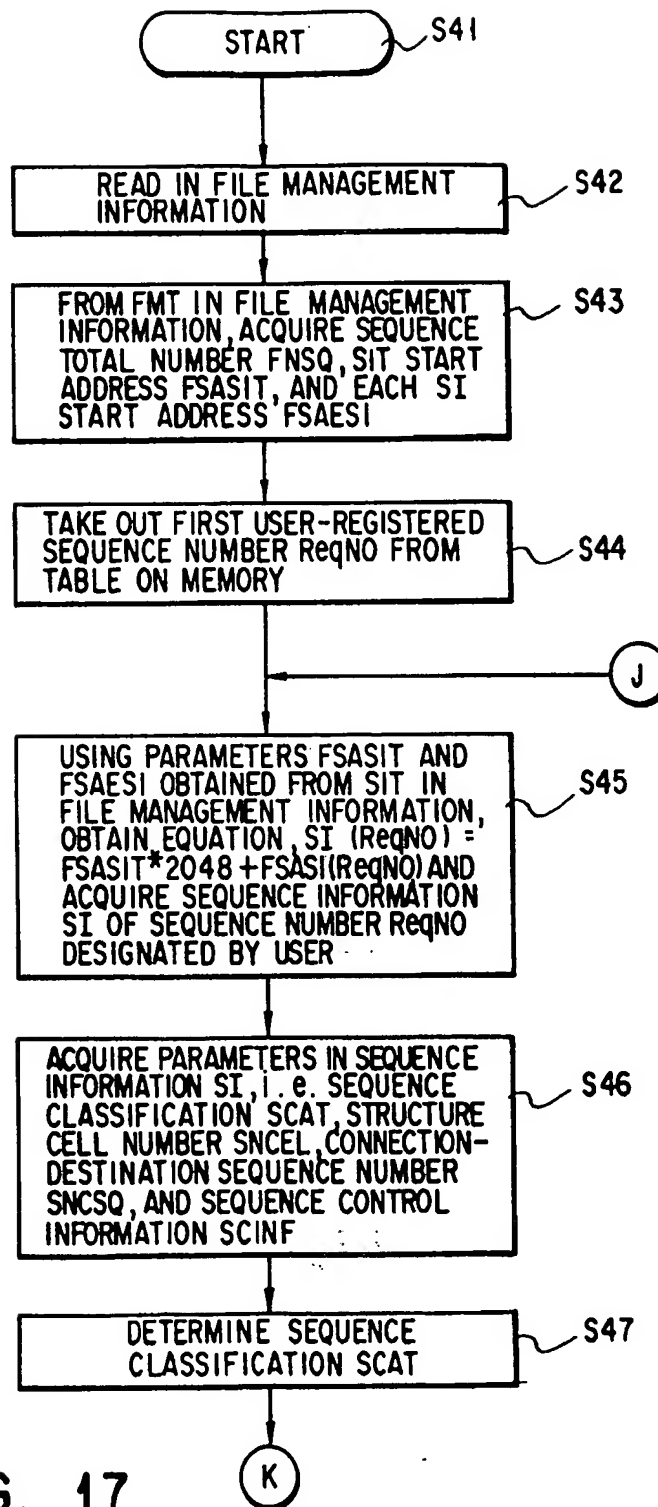 START
S41
READ IN FILE MANAGEMENT
INFORMATION
S42
FROM FMT IN FILE MANAGEMENT
INFORMATION, ACQUIRE SEQUENCE
TOTAL NUMBER FNSQ, SIT START
ADDRESS FSASIT, AND EACH SI
START ADDRESS FSAESI
S43
TAKE OUT FIRST USER-REGISTERED
SEQUENCE NUMBER ReqNO FROM
TABLE ON MEMORY
S44
J
USING PARAMETERS FSASIT AND
FSAESI OBTAINED FROM SIT IN
FILE MANAGEMENT INFORMATION,
OBTAIN EQUATION, SI (ReqNO) =
FSASIT*2048+FSASI(ReqNO) AND
ACQUIRE SEQUENCE INFORMATION
SI OF SEQUENCE NUMBER ReqNO
DESIGNATED BY USER
S45
ACQUIRE PARAMETERS IN SEQUENCE
INFORMATION SI, i.e. SEQUENCE
CLASSIFICATION SCAT, STRUCTURE
CELL NUMBER SNCEL, CONNECTION-
DESTINATION SEQUENCE NUMBER
SNCSQ, AND SEQUENCE CONTROL
INFORMATION SCINF
S46
DETERMINE SEQUENCE
CLASSIFICATION SCAT
S47
K
G. 17